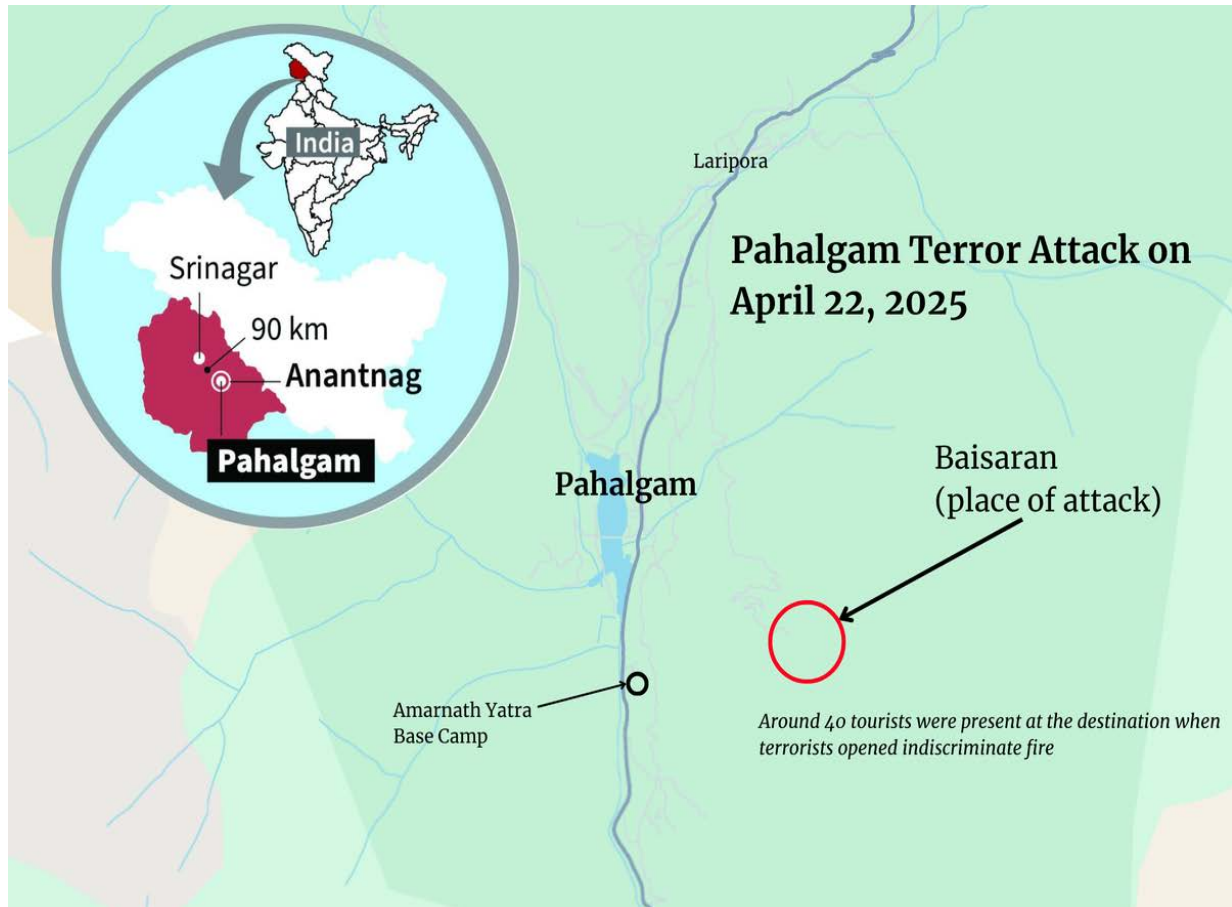 India
Srinagar
90 km
Anantnag
Pahalgam
Laripora
Pahalgam Terror Attack on
April 22, 2025
Pahalgam
Baisaran
(place of attack)
Amarnath Yatra
Base Camp
Around 40 tourists were present at the destination when
terrorists opened indiscriminate fire